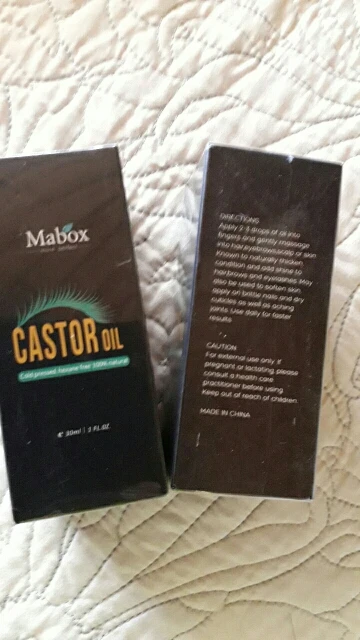 Mabox
CASTOR OIL
Cold pressed hexane free 100% natural
℮ 30ml | 1 FL.OZ.
DIRECTIONS
Apply 2-3 drops of oil into
fingers and gently massage
into hair,eyebrow,scalp or skin
Known to naturally thicken
condition and add shine to
hair,brows and eyelashes. May
also be used to soften skin
apply on brittle nails and dry
cuticles as well as aching
joints. Use daily for faster
results.
CAUTION
For external use only. If
pregnant or lactating, please
consult a health care
practitioner before using.
Keep out of reach of children.
MADE IN CHINA